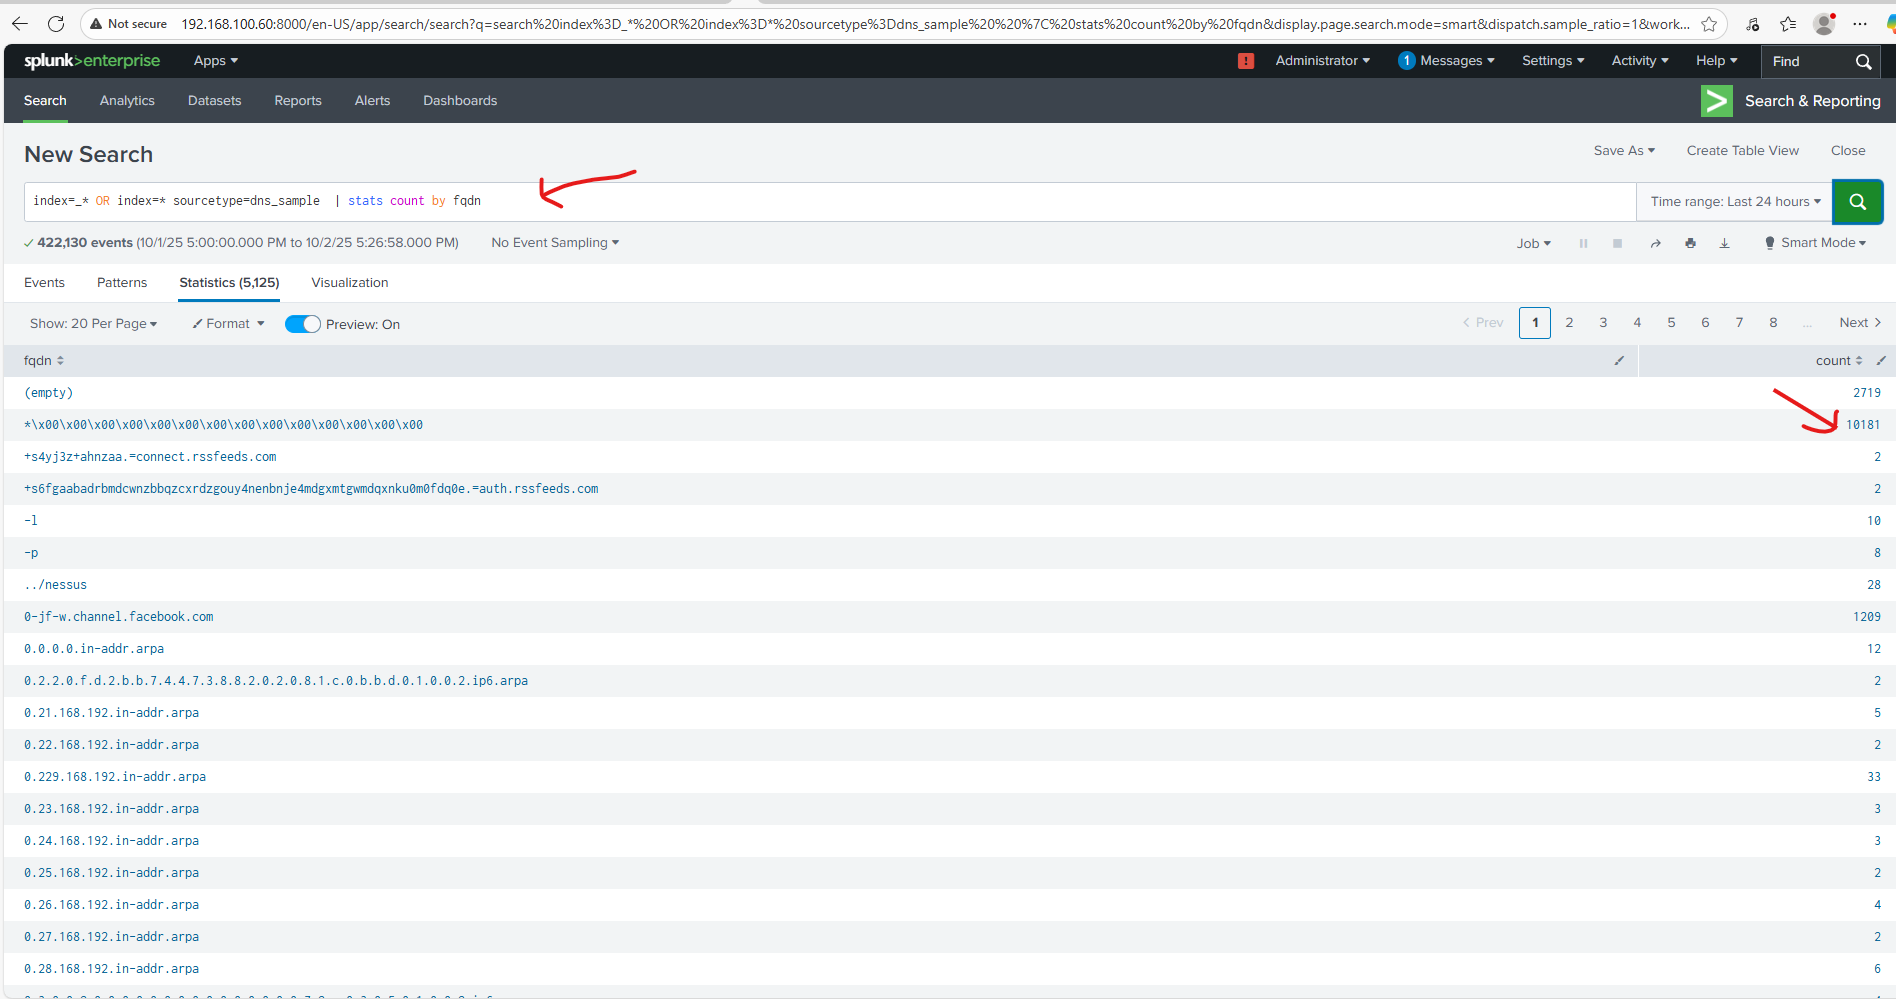 Not secure 192.168.100.60:8000/en-US/app/search/search?q=search%20index%3D_*%20OR%20index%3D*%20sourcetype%3Ddns_sample%20%20%7C%20stats%20count%20by%20fqdn&display.page.search.mode=smart&dispatch.sample_ratio=1&work...
splunk>enterprise Apps ! Administrator 1 Messages Settings Activity Help Find
Search Analytics Datasets Reports Alerts Dashboards > Search & Reporting
New Search Save As Create Table View Close
index=_* OR index=* sourcetype=dns_sample | stats count by fqdn Time range: Last 24 hours
✓ 422,130 events (10/1/25 5:00:00.000 PM to 10/2/25 5:26:58.000 PM) No Event Sampling Job Smart Mode
Events Patterns Statistics (5,125) Visualization
Show: 20 Per Page Format Preview: On < Prev 1 2 3 4 5 6 7 8 ... Next >
fqdn count
(empty) 2719
*\x00\x00\x00\x00\x00\x00\x00\x00\x00\x00\x00\x00\x00\x00 10181
+s4yj3z+ahnzaa.=connect.rssfeeds.com 2
+s6fgaabadrbmdcwnzbbqzcxrdzgouy4nenbnje4mdgxmtgwmdqxnku0m0fdq0e.=auth.rssfeeds.com 2
-l 10
-p 8
../nessus 28
0-jf-w.channel.facebook.com 1209
0.0.0.0.in-addr.arpa 12
0.2.2.0.f.d.2.b.b.7.4.4.7.3.8.8.2.0.2.0.8.1.c.0.b.b.d.0.1.0.0.2.ip6.arpa 2
0.21.168.192.in-addr.arpa 5
0.22.168.192.in-addr.arpa 2
0.229.168.192.in-addr.arpa 33
0.23.168.192.in-addr.arpa 3
0.24.168.192.in-addr.arpa 3
0.25.168.192.in-addr.arpa 2
0.26.168.192.in-addr.arpa 4
0.27.168.192.in-addr.arpa 2
0.28.168.192.in-addr.arpa 6